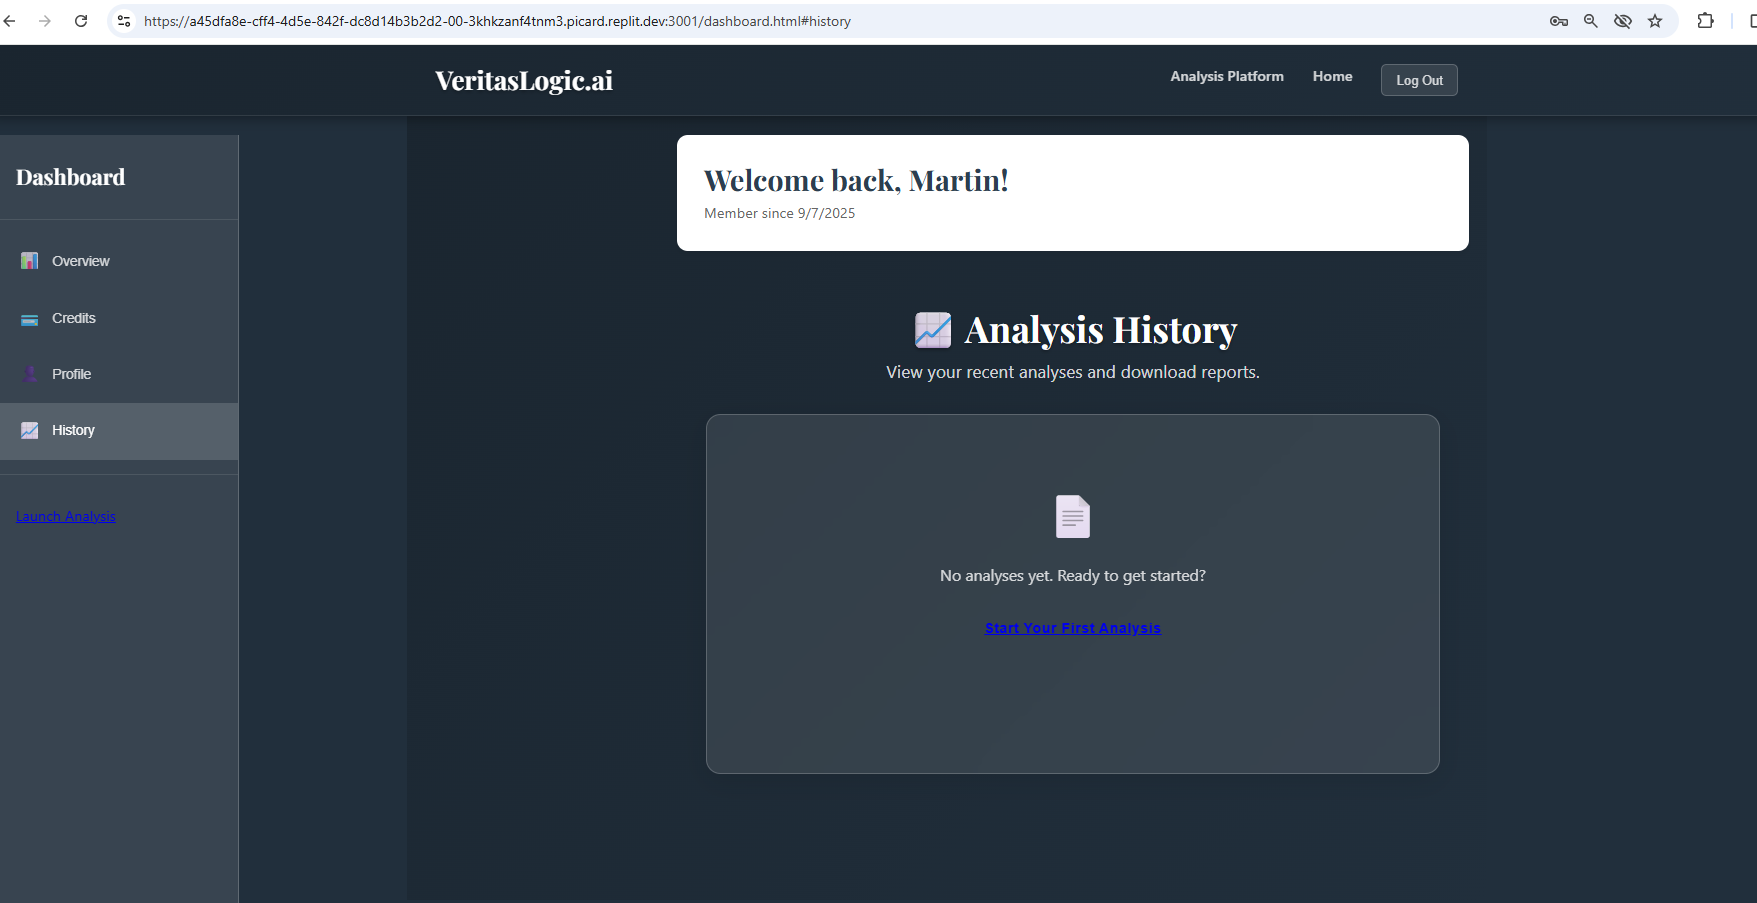 https://a45dfa8e-cff4-4d5e-842f-dc8d14b3b2d2-00-3khkzanf4tnm3.picard.replit.dev:3001/dashboard.html#history
VeritasLogic.ai
Analysis Platform
Home
Log Out
Dashboard
Overview
Credits
Profile
History
Launch Analysis
Welcome back, Martin!
Member since 9/7/2025
Analysis History
View your recent analyses and download reports.
No analyses yet. Ready to get started?
Start Your First Analysis